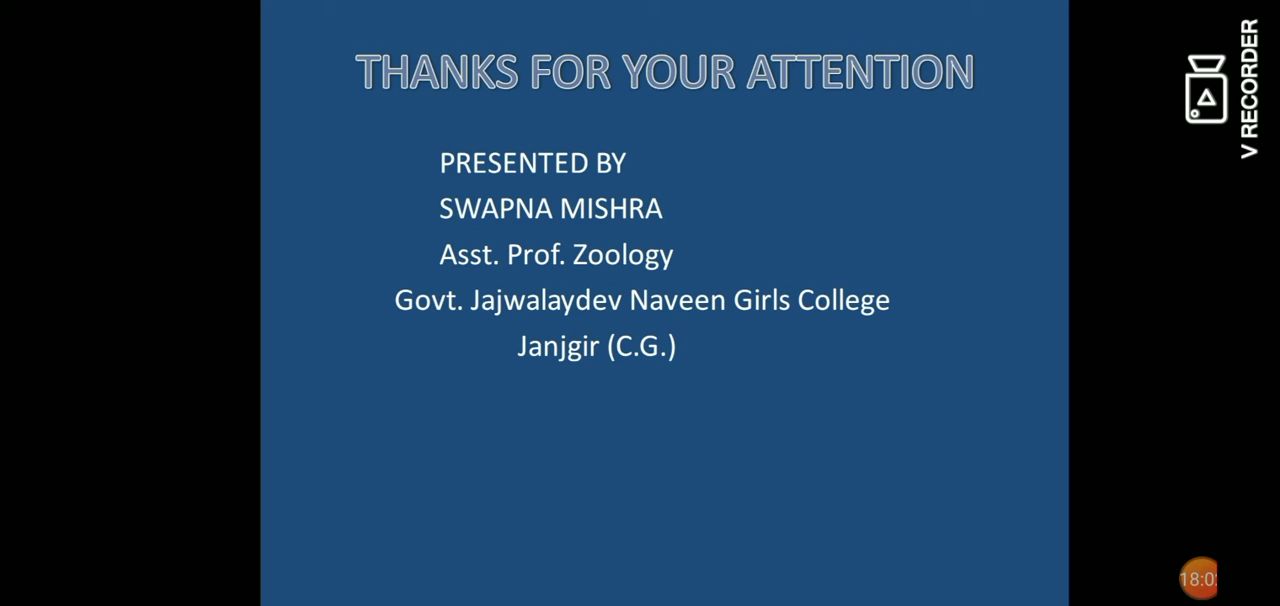 THANKS FOR YOUR ATTENTION
PRESENTED BY
SWAPNA MISHRA
Asst. Prof. Zoology
Govt. Jajwalaydev Naveen Girls College
Janjgir (C.G.)
V RECORDER